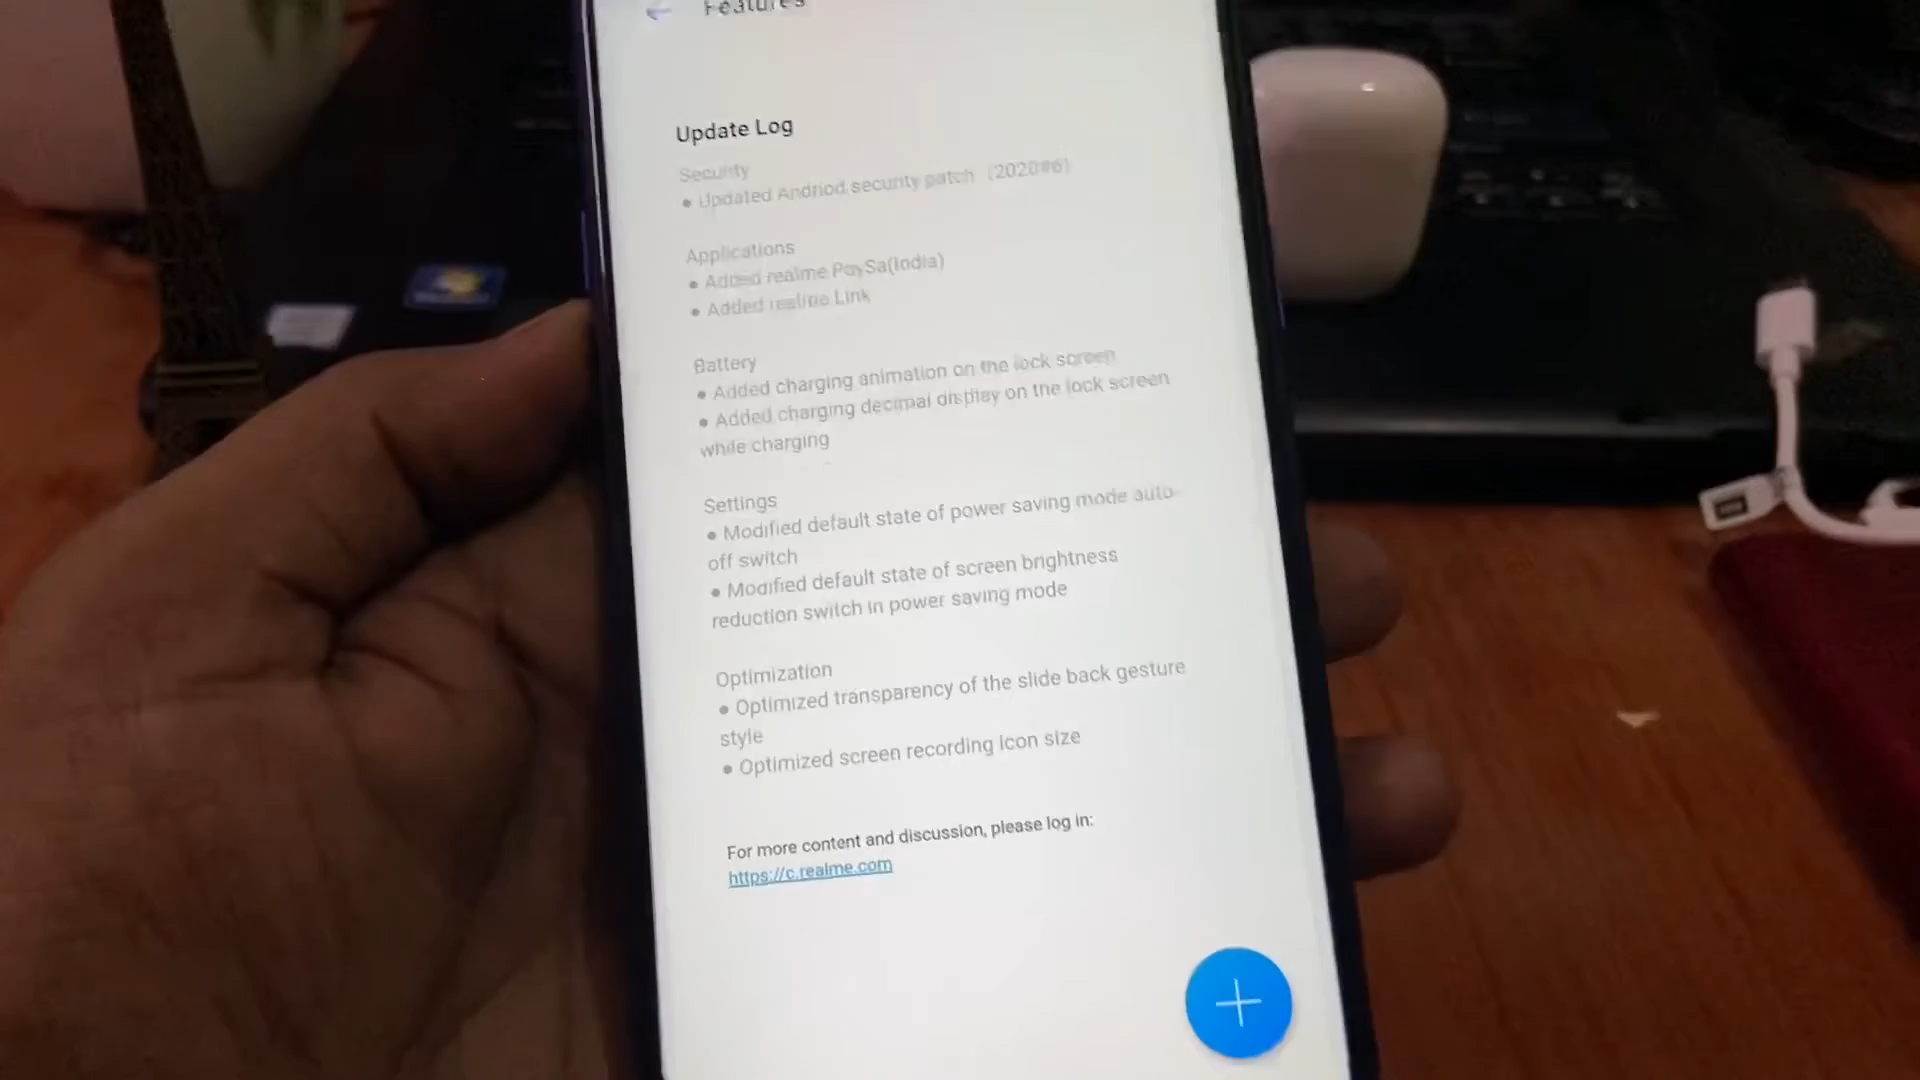 Features
Update Log
Security
● Updated Andriod security patch
Applications
● Added realme PaySa(India)
● Added realme Link
Battery
● Added charging animation on the lock screen
● Added charging decimal display on the lock screen
while charging
Settings
● Modified default state of power saving mode auto-
off switch
● Modified default state of screen brightness
reduction switch in power saving mode
Optimization
● Optimized transparency of the slide back gesture
style
● Optimized screen recording icon size
For more content and discussion, please log in:
https://c.realme.com